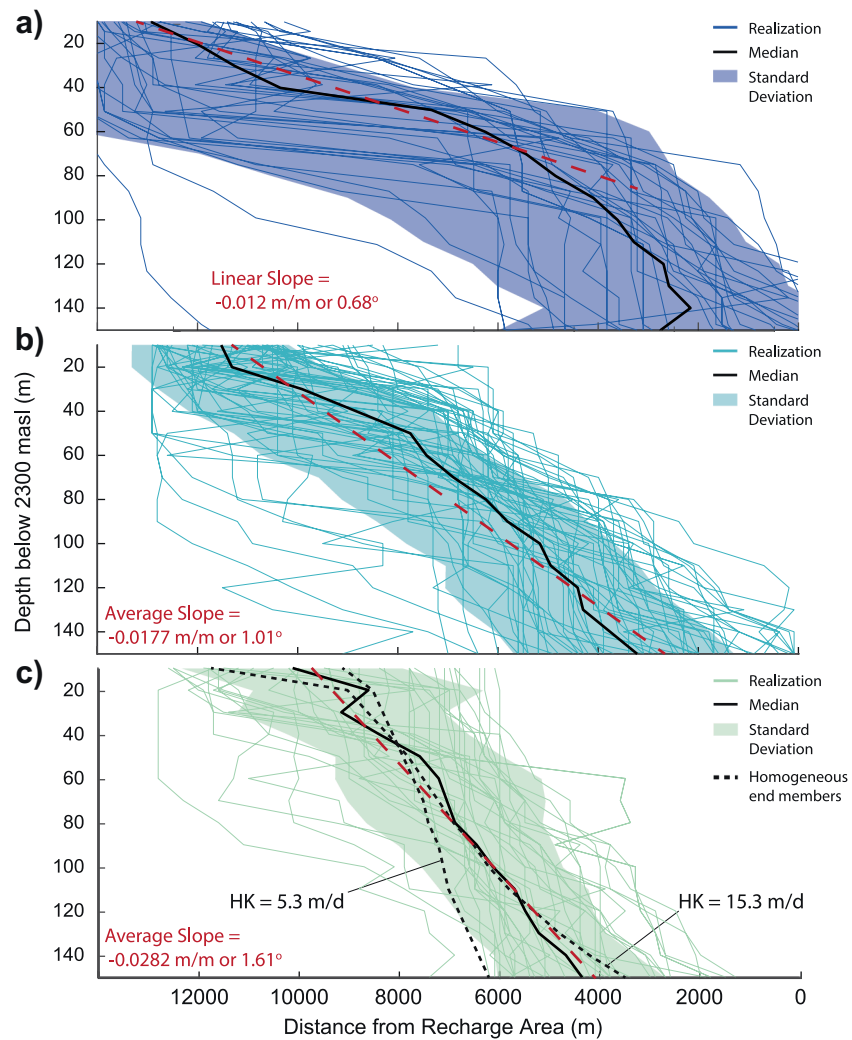 a)
20
40
60
80
100
120
140
Realization
Median
Standard
Deviation
Linear Slope =
-0.012 m/m or 0.68°
b)
20
40
60
80
100
120
140
Realization
Median
Standard
Deviation
Average Slope =
-0.0177 m/m or 1.01°
Depth below 2300 masl (m)
c)
20
40
60
80
100
120
140
Realization
Median
Standard
Deviation
Homogeneous
end members
HK = 5.3 m/d
HK = 15.3 m/d
Average Slope =
-0.0282 m/m or 1.61°
12000 10000 8000 6000 4000 2000 0
Distance from Recharge Area (m)